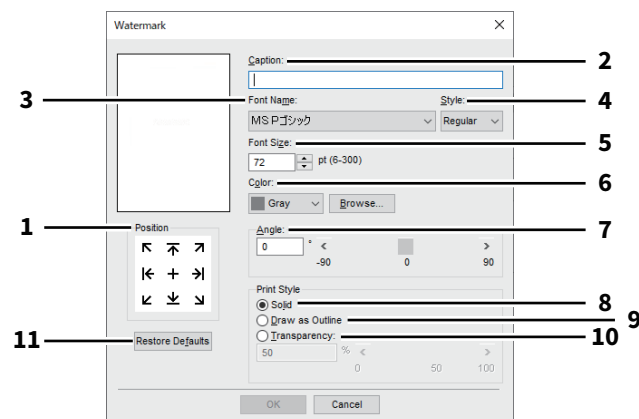 Watermark
Caption:
2
3
Font Name:
Style:
4
MS Pゴシック
Regular
Font Size:
5
72
pt (6-300)
Color:
6
Gray
Browse...
1
Position
Angle:
7
0
°
-90
0
90
Print Style
Solid
8
Draw as Outline
9
Transparency:
10
50
%
0
50
100
11
Restore Defaults
OK
Cancel